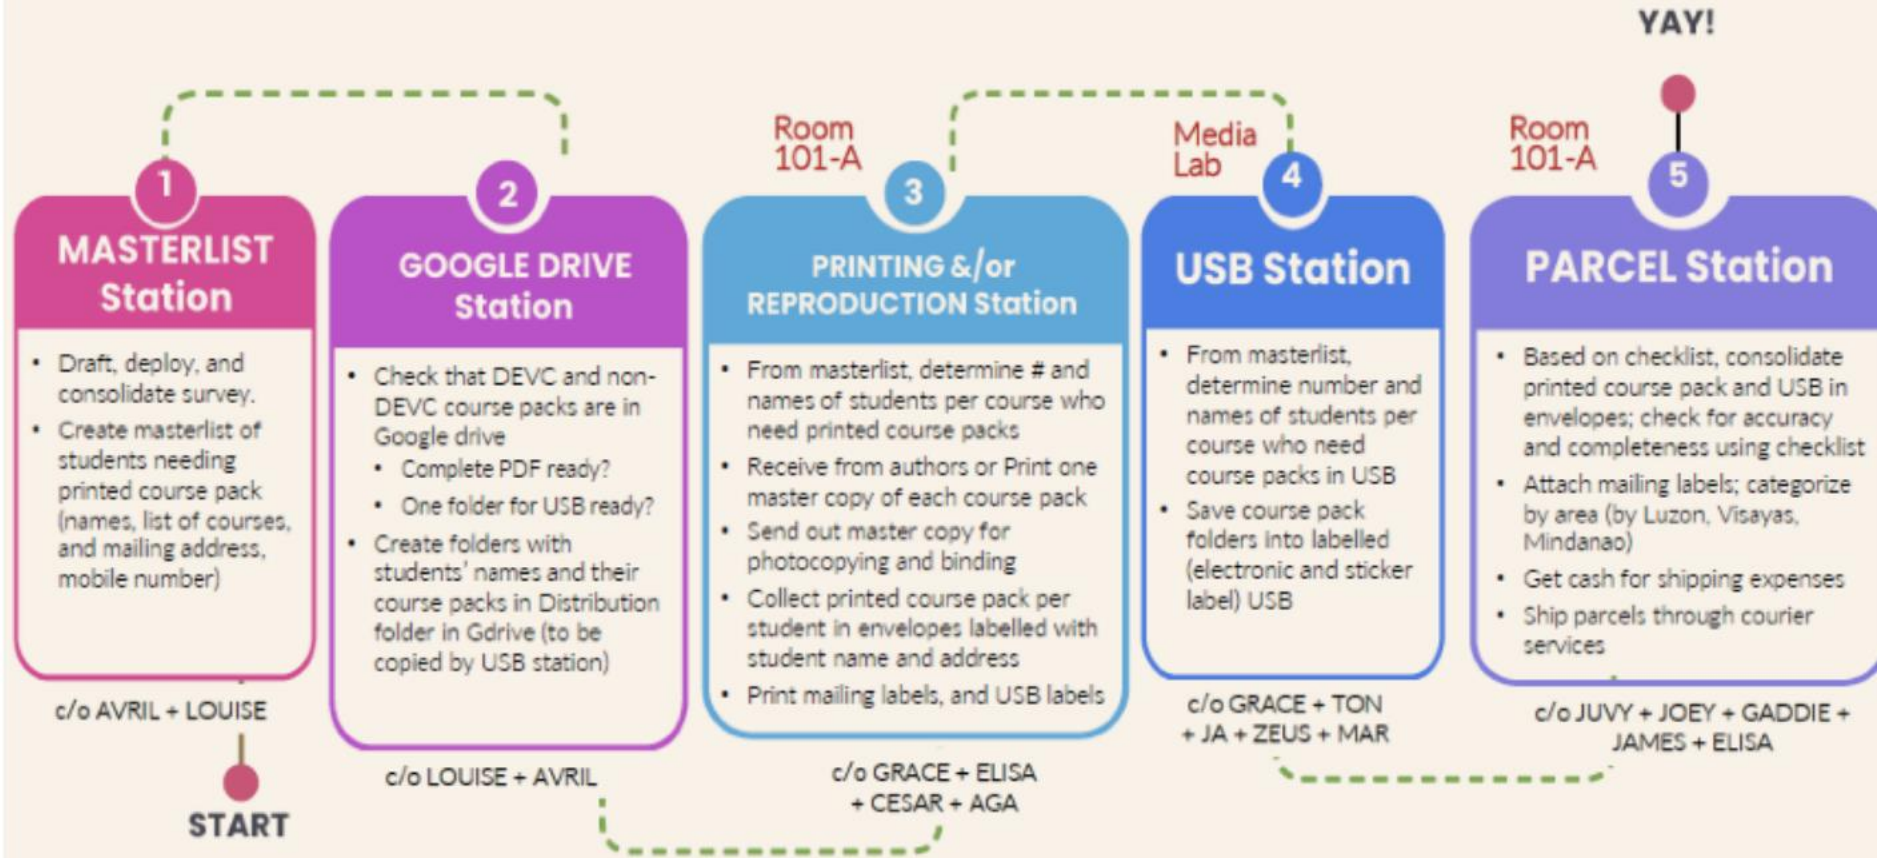 YAY!
Room
101-A
Media
Lab
Room
101-A
1
MASTERLIST
Station
• Draft, deploy, and
consolidate survey.
• Create masterlist of
students needing
printed course pack
(names, list of courses,
and mailing address,
mobile number)
c/o AVRIL + LOUISE
START
2
GOOGLE DRIVE
Station
• Check that DEVC and non-
DEVC course packs are in
Google drive
• Complete PDF ready?
• One folder for USB ready?
• Create folders with
students' names and their
course packs in Distribution
folder in Gdrive (to be
copied by USB station)
c/o LOUISE + AVRIL
3
PRINTING &/or
REPRODUCTION Station
• From masterlist, determine # and
names of students per course who
need printed course packs
• Receive from authors or Print one
master copy of each course pack
• Send out master copy for
photocopying and binding
• Collect printed course pack per
student in envelopes labelled with
student name and address
• Print mailing labels, and USB labels
c/o GRACE + ELISA
+ CESAR + AGA
4
USB Station
• From masterlist,
determine number and
names of students per
course who need
course packs in USB
• Save course pack
folders into labelled
(electronic and sticker
label) USB
c/o GRACE + TON
+ JA + ZEUS + MAR
5
PARCEL Station
• Based on checklist, consolidate
printed course pack and USB in
envelopes; check for accuracy
and completeness using checklist
• Attach mailing labels; categorize
by area (by Luzon, Visayas,
Mindanao)
• Get cash for shipping expenses
• Ship parcels through courier
services
c/o JUVY + JOEY + GADDIE +
JAMES + ELISA